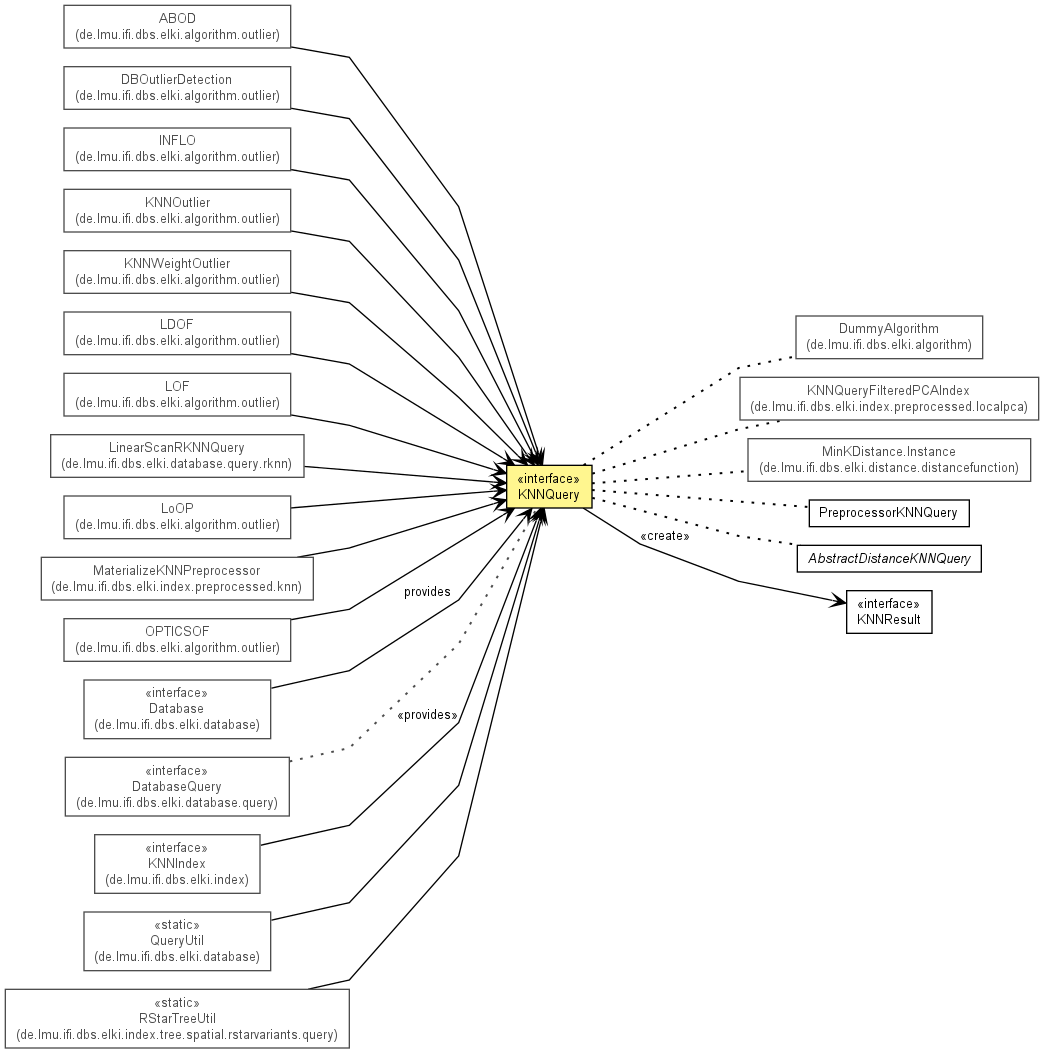 ABOD
(de.lmu.ifi.dbs.elki.algorithm.outlier)
DBOutlierDetection
(de.lmu.ifi.dbs.elki.algorithm.outlier)
INFLO
(de.lmu.ifi.dbs.elki.algorithm.outlier)
KNNOutlier
(de.lmu.ifi.dbs.elki.algorithm.outlier)
KNNWeightOutlier
(de.lmu.ifi.dbs.elki.algorithm.outlier)
LDOF
(de.lmu.ifi.dbs.elki.algorithm.outlier)
LOF
(de.lmu.ifi.dbs.elki.algorithm.outlier)
LinearScanRKNNQuery
(de.lmu.ifi.dbs.elki.database.query.rknn)
LoOP
(de.lmu.ifi.dbs.elki.algorithm.outlier)
MaterializeKNNPreprocessor
(de.lmu.ifi.dbs.elki.index.preprocessed.knn)
OPTICSOF
(de.lmu.ifi.dbs.elki.algorithm.outlier)
«interface»
Database
(de.lmu.ifi.dbs.elki.database)
«interface»
DatabaseQuery
(de.lmu.ifi.dbs.elki.database.query)
«interface»
KNNIndex
(de.lmu.ifi.dbs.elki.index)
«static»
QueryUtil
(de.lmu.ifi.dbs.elki.database)
«static»
RStarTreeUtil
(de.lmu.ifi.dbs.elki.index.tree.spatial.rstarvariants.query)
provides
«provides»
«interface»
KNNQuery
«create»
DummyAlgorithm
(de.lmu.ifi.dbs.elki.algorithm)
KNNQueryFilteredPCAIndex
(de.lmu.ifi.dbs.elki.index.preprocessed.localpca)
MinKDistance.Instance
(de.lmu.ifi.dbs.elki.distance.distancefunction)
PreprocessorKNNQuery
AbstractDistanceKNNQuery
«interface»
KNNResult